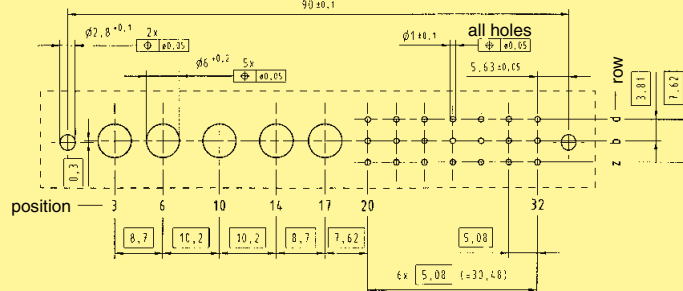 90±0,1
⌀2,8 +0,1 2x
⌖ ⌀0,05
⌀6 +0,2 5x
⌖ ⌀0,05
⌀1±0,1 all holes
⌖ ⌀0,05
5,63±0,05
row
3,81
7,62
d
b
z
0,3
position 3 6 10 14 17 20 32
8,7 10,2 10,2 8,7 7,62 5,08
6x 5,08 (=30,48)